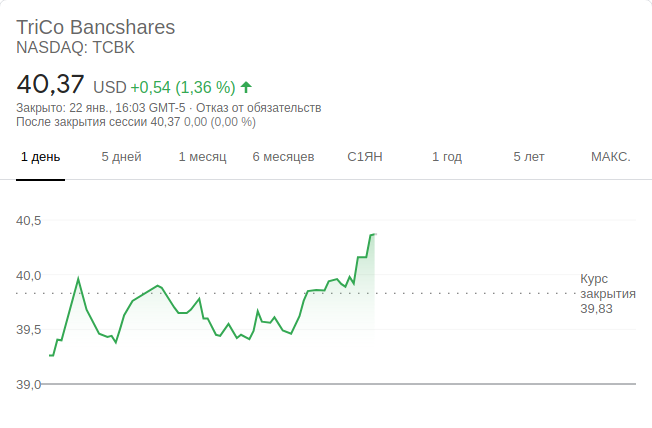 TriCo Bancshares
NASDAQ: TCBK
40,37 USD +0,54 (1,36 %)
Закрыто: 22 янв., 16:03 GMT-5 · Отказ от обязательств
После закрытия сессии 40,37 0,00 (0,00 %)
1 день 5 дней 1 месяц 6 месяцев С1ЯН 1 год 5 лет МАКС.
40,5
40,0
Курс
закрытия
39,83
39,5
39,0